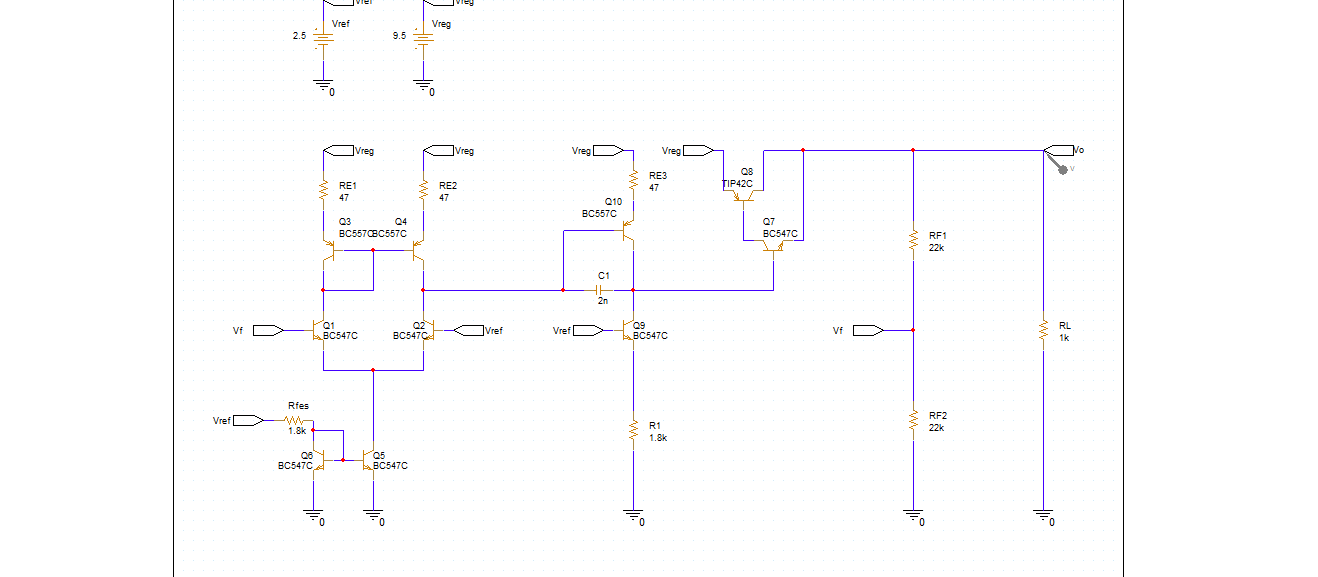 Vref
Vreg
Vref
Vreg
2.5
9.5
0
0
Vreg
Vreg
Vreg
Vreg
Vo
RE1
47
RE2
47
RE3
47
Q8
TIP42C
V
Q10
BC557C
Q3
BC557C
Q4
BC557C
Q7
BC547C
RF1
22k
C1
2n
Vf
Q1
BC547C
Q2
BC547C
Vref
Vref
Q9
BC547C
Vf
RL
1k
Rfes
Vref
1.8k
R1
1.8k
RF2
22k
Q6
BC547C
Q5
BC547C
0
0
0
0
0